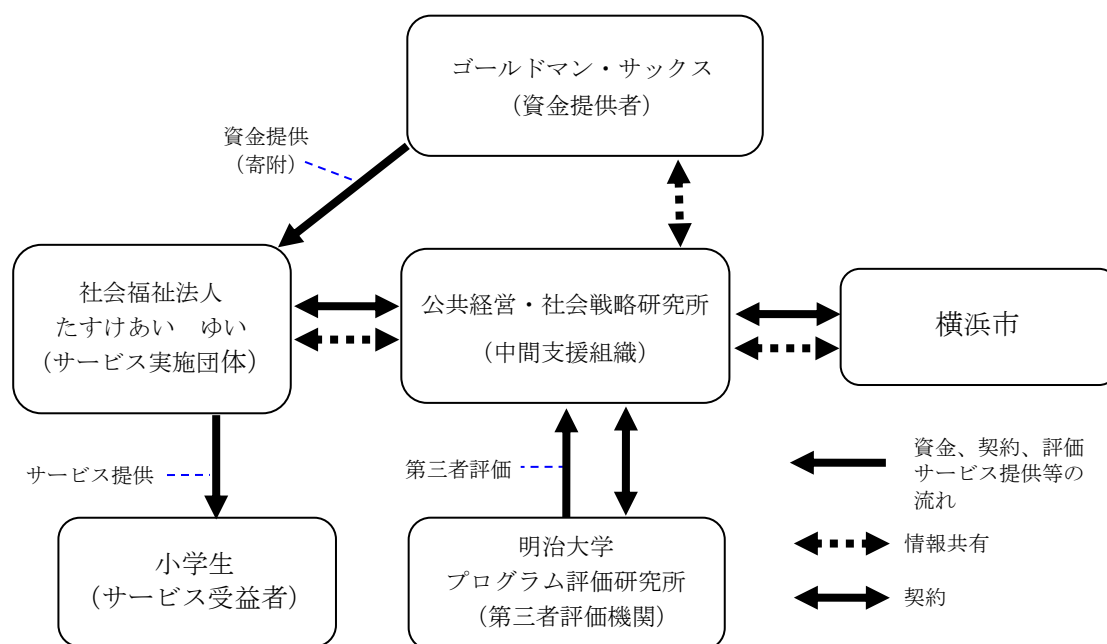 ゴールドマン・サックス
（資金提供者）
資金提供
（寄附）
社会福祉法人
たすけあい　ゆい
（サービス実施団体）
公共経営・社会戦略研究所
（中間支援組織）
横浜市
サービス提供
第三者評価
小学生
（サービス受益者）
明治大学
プログラム評価研究所
（第三者評価機関）
資金、契約、評価
サービス提供等の
流れ
情報共有
契約